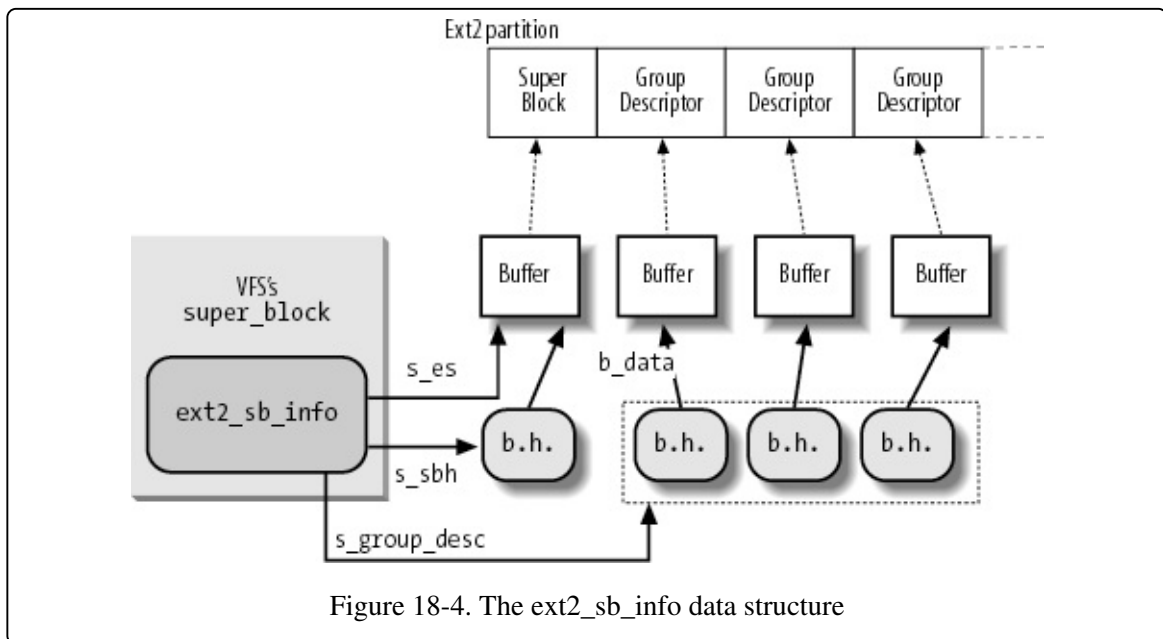 Ext2 partition
Super
Block
Group
Descriptor
Group
Descriptor
Group
Descriptor
Buffer
Buffer
Buffer
Buffer
VFS's
super_block
s_es
b_data
ext2_sb_info
b.h.
b.h.
b.h.
b.h.
s_sbh
s_group_desc
Figure 18-4. The ext2_sb_info data structure